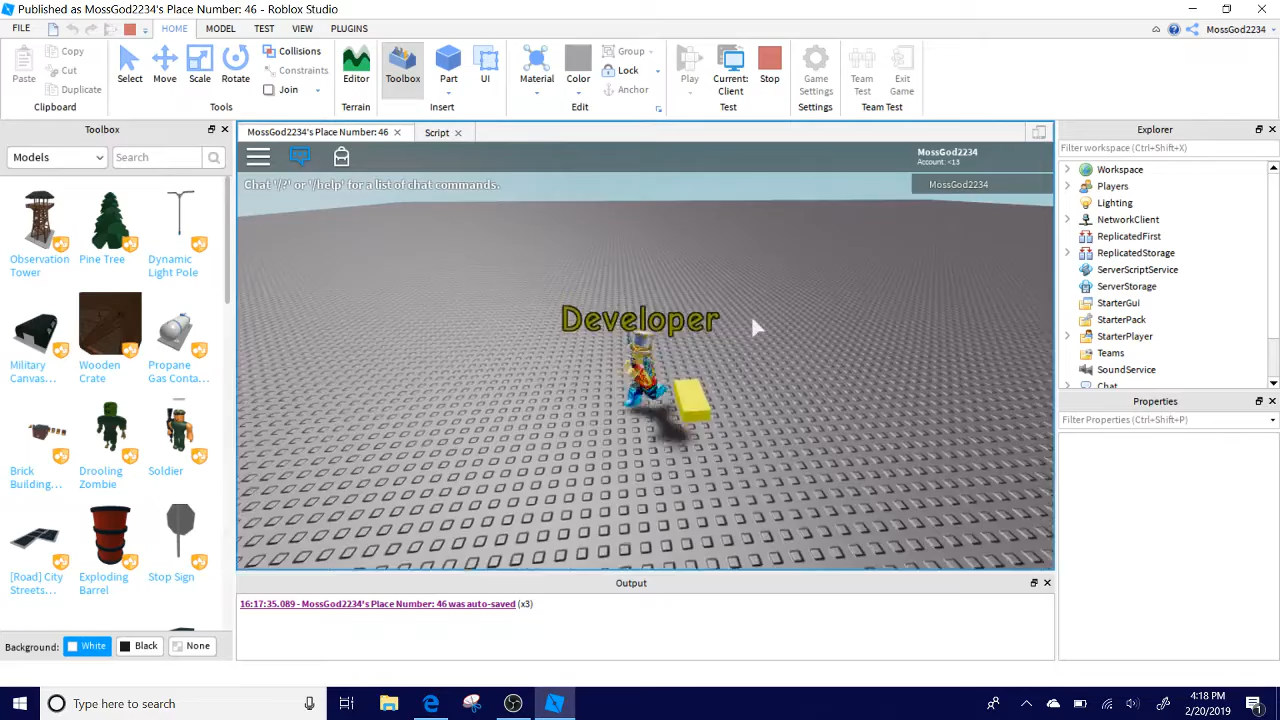 Published as MossGod2234's Place Number: 46 - Roblox Studio
FILE HOME MODEL TEST VIEW PLUGINS MossGod2234
Paste Copy Cut Duplicate Clipboard
Select Move Scale Rotate Collisions Constraints Join Tools
Editor Terrain
Toolbox Part UI Insert
Material Color Group Lock Anchor Edit
Play Current: Client Stop Test
Game Settings Settings
Team Test Exit Game Team Test
Toolbox
Models Search
Observation Tower
Pine Tree
Dynamic Light Pole
Military Canvas...
Wooden Crate
Propane Gas Conta...
Brick Building...
Drooling Zombie
Soldier
[Road] City Streets...
Exploding Barrel
Stop Sign
Background: White Black None
MossGod2234's Place Number: 46 Script
MossGod2234
Account: <13
Chat '/?' or '/help' for a list of chat commands.
MossGod2234
Developer
Output
16:17:35.089 - MossGod2234's Place Number: 46 was auto-saved (x3)
Explorer
Filter workspace (Ctrl+Shift+X)
Workspace
Players
Lighting
NetworkClient
ReplicatedFirst
ReplicatedStorage
ServerScriptService
ServerStorage
StarterGui
StarterPack
StarterPlayer
Teams
SoundService
Chat
Properties
Filter Properties (Ctrl+Shift+P)
Type here to search
4:18 PM
2/20/2019
1